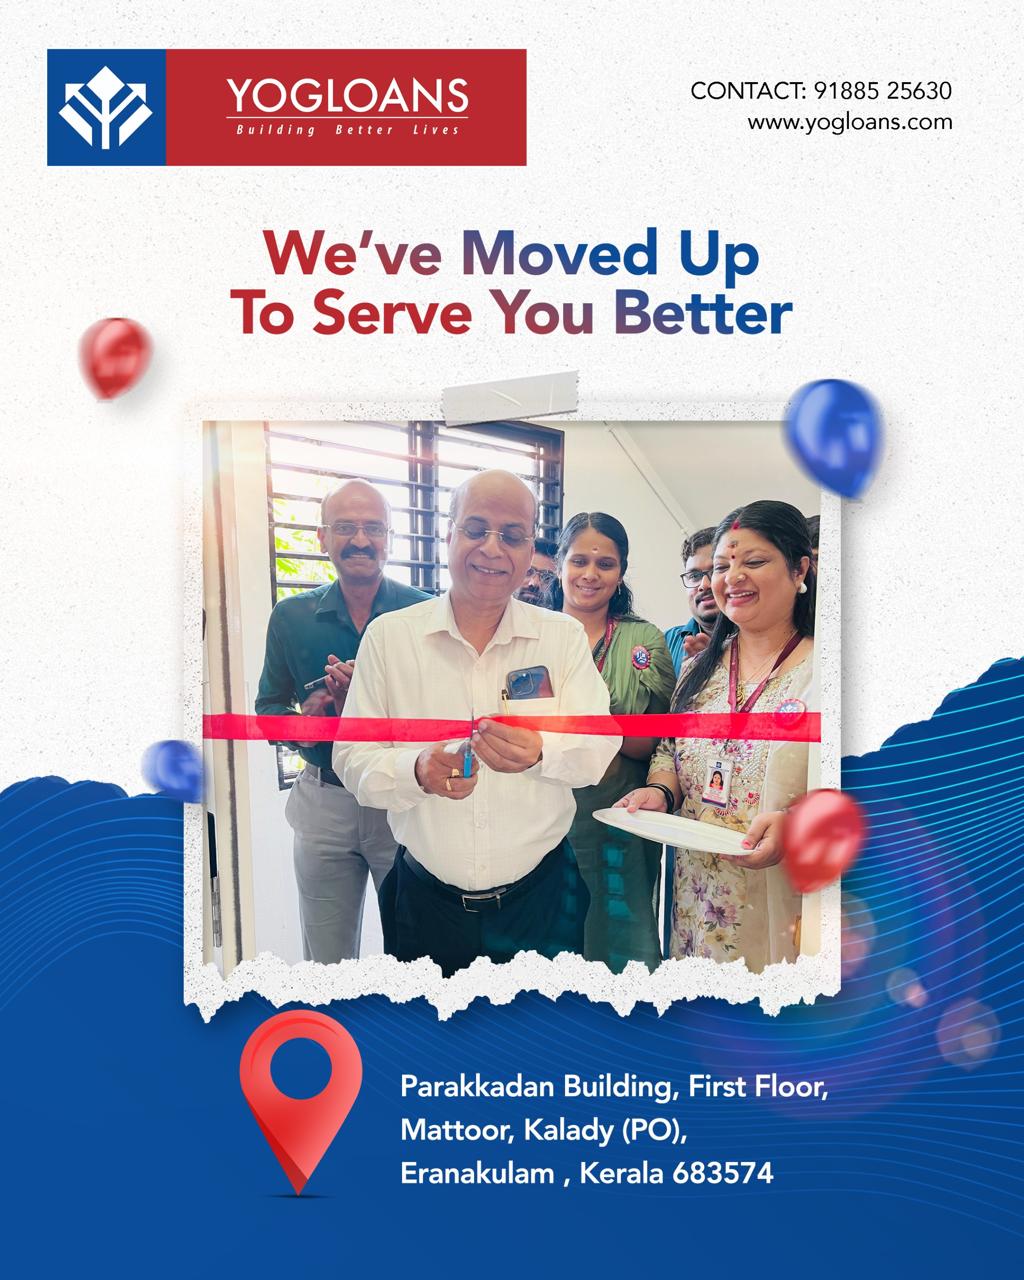 YOGLOANS
Building Better Lives
CONTACT: 91885 25630
www.yogloans.com
We've Moved Up
To Serve You Better
Parakkadan Building, First Floor,
Mattoor, Kalady (PO),
Eranakulam , Kerala 683574